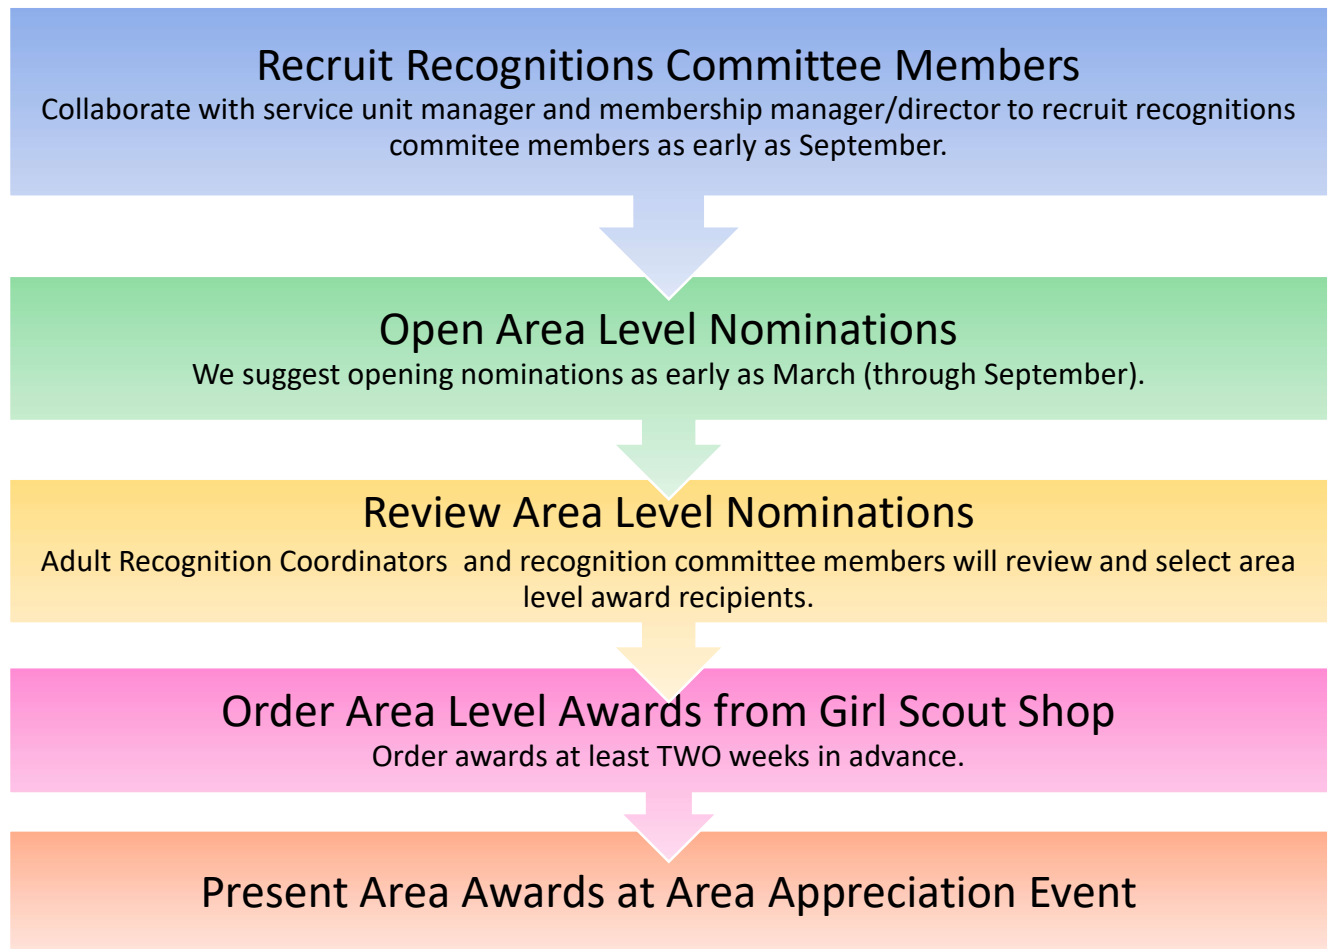 Recruit Recognitions Committee Members
Collaborate with service unit manager and membership manager/director to recruit recognitions
commitee members as early as September.
Open Area Level Nominations
We suggest opening nominations as early as March (through September).
Review Area Level Nominations
Adult Recognition Coordinators  and recognition committee members will review and select area
level award recipients.
Order Area Level Awards from Girl Scout Shop
Order awards at least TWO weeks in advance.
Present Area Awards at Area Appreciation Event